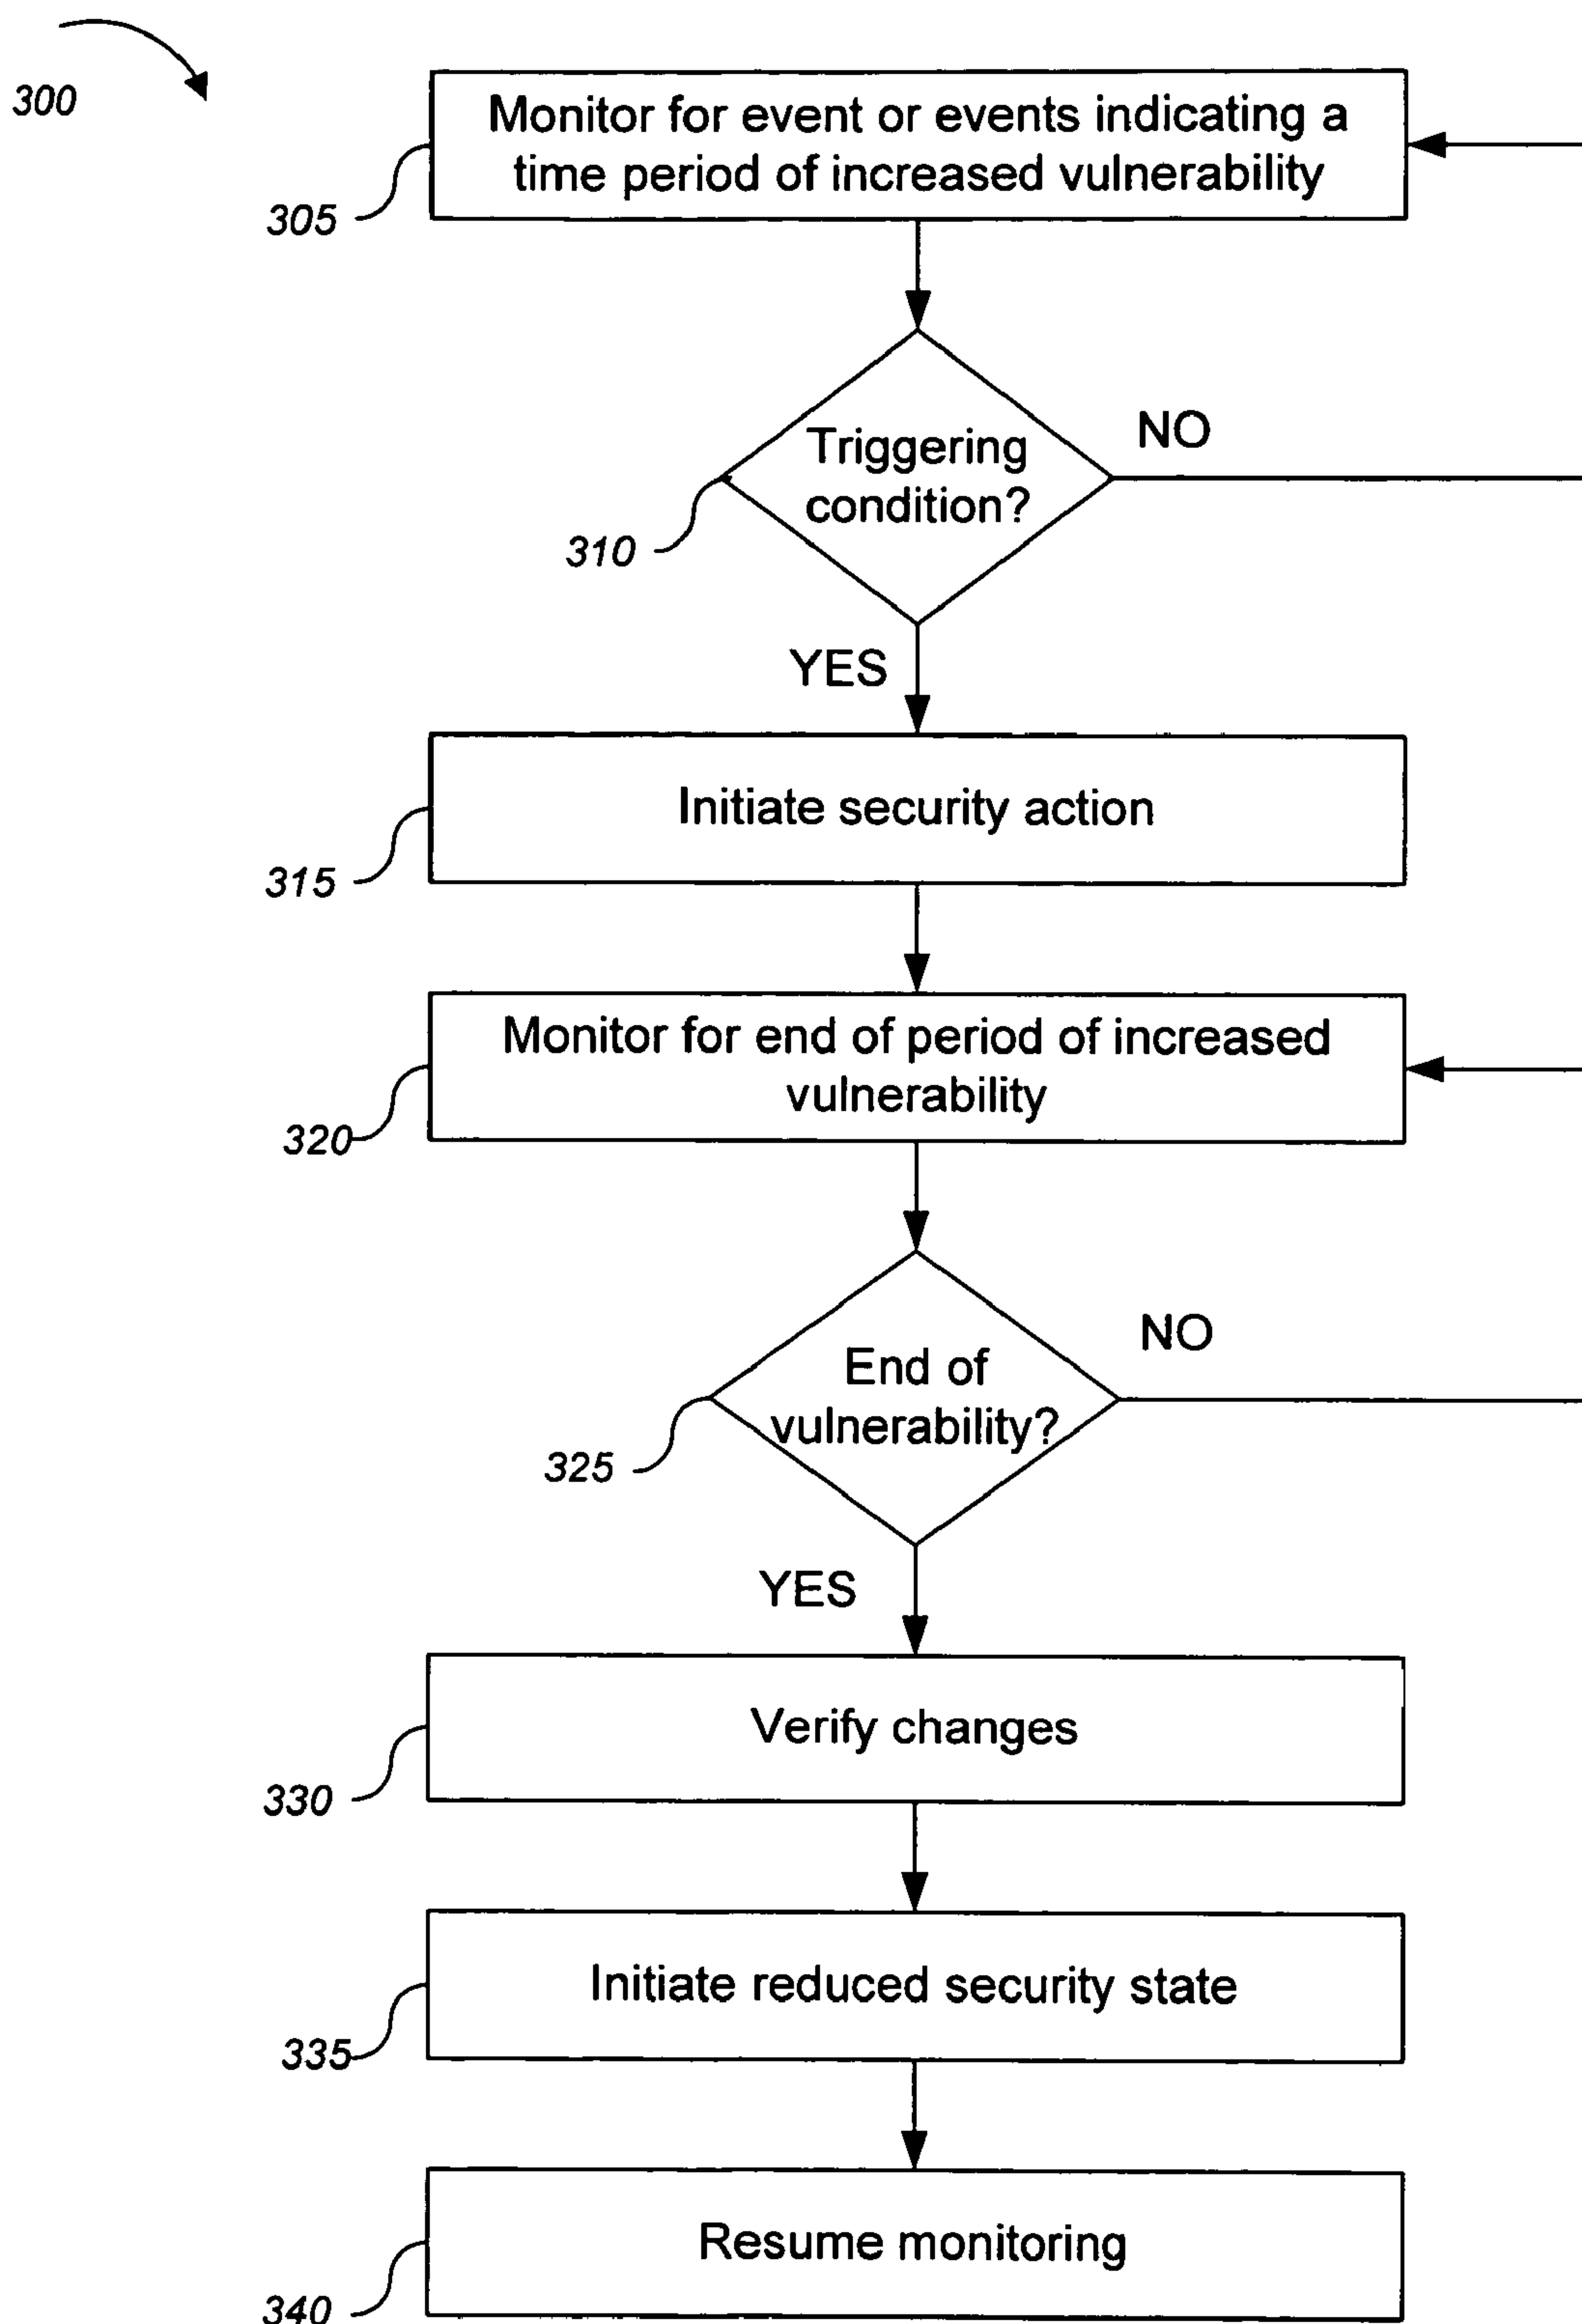 300
Monitor for event or events indicating a
time period of increased vulnerability
305
Triggering
condition?
NO
310
YES
Initiate security action
315
Monitor for end of period of increased
vulnerability
320
End of
vulnerability?
NO
325
YES
Verify changes
330
Initiate reduced security state
335
Resume monitoring
340